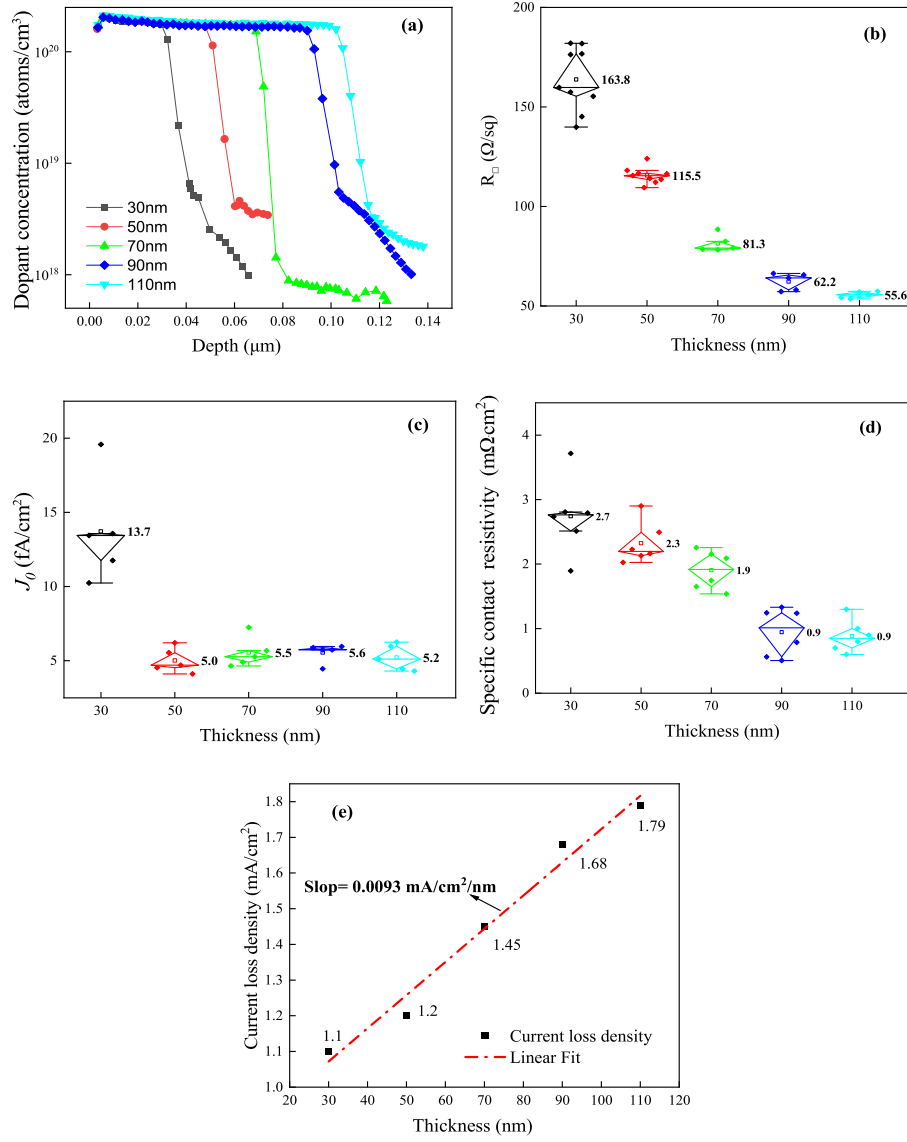 (a)
Dopant concentration (atoms/cm³)
10²⁰
10¹⁹
10¹⁸
30nm
50nm
70nm
90nm
110nm
0.00 0.02 0.04 0.06 0.08 0.10 0.12 0.14
Depth (μm)
(b)
R□ (Ω/sq)
200
150
100
50
163.8
115.5
81.3
62.2
55.6
30 50 70 90 110
Thickness (nm)
(c)
J₀ (fA/cm²)
20
15
10
5
13.7
5.0
5.5
5.6
5.2
30 50 70 90 110
Thickness (nm)
(d)
Specific contact resistivity (mΩcm²)
4
3
2
1
0
2.7
2.3
1.9
0.9
0.9
30 50 70 90 110
Thickness (nm)
(e)
Current loss density (mA/cm²)
1.8
1.7
1.6
1.5
1.4
1.3
1.2
1.1
1.0
1.79
1.68
Slop= 0.0093 mA/cm²/nm
1.45
1.2
1.1
Current loss density
Linear Fit
20 30 40 50 60 70 80 90 100 110 120
Thickness (nm)